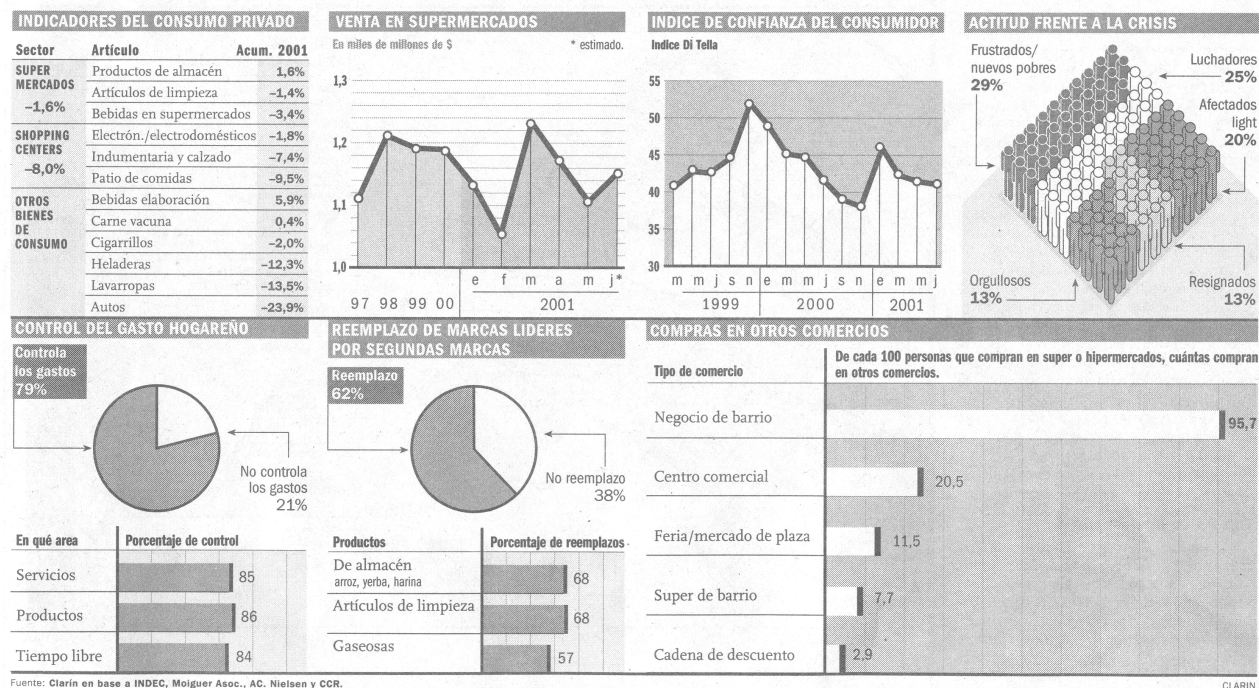 INDICADORES DEL CONSUMO PRIVADO
Sector Artículo Acum. 2001
SUPER
MERCADOS
–1,6%
Productos de almacén 1,6%
Artículos de limpieza –1,4%
Bebidas en supermercados –3,4%
SHOPPING
CENTERS
–8,0%
Electrón./electrodomésticos –1,8%
Indumentaria y calzado –7,4%
Patio de comidas –9,5%
OTROS
BIENES
DE
CONSUMO
Bebidas elaboración 5,9%
Carne vacuna 0,4%
Cigarrillos –2,0%
Heladeras –12,3%
Lavarropas –13,5%
Autos –23,9%
VENTA EN SUPERMERCADOS
En miles de millones de $ * estimado.
1,3
1,2
1,1
1,0
e f m a m j*
97 98 99 00 2001
INDICE DE CONFIANZA DEL CONSUMIDOR
Indice Di Tella
55
50
45
40
35
30
m m j s n e m m j s n e m m j
1999 2000 2001
ACTITUD FRENTE A LA CRISIS
Frustrados/
nuevos pobres
29%
Luchadores
25%
Afectados
light
20%
Orgullosos
13%
Resignados
13%
CONTROL DEL GASTO HOGAREÑO
Controla
los gastos
79%
No controla
los gastos
21%
En qué area Porcentaje de control
Servicios 85
Productos 86
Tiempo libre 84
REEMPLAZO DE MARCAS LIDERES
POR SEGUNDAS MARCAS
Reemplazo
62%
No reemplazo
38%
Productos Porcentaje de reemplazos
De almacén 68
arroz, yerba, harina
Artículos de limpieza 68
Gaseosas 57
COMPRAS EN OTROS COMERCIOS
Tipo de comercio
De cada 100 personas que compran en super o hipermercados, cuántas compran
en otros comercios.
Negocio de barrio 95,7
Centro comercial 20,5
Feria/mercado de plaza 11,5
Super de barrio 7,7
Cadena de descuento 2,9
Fuente: Clarín en base a INDEC, Moiguer Asoc., AC. Nielsen y CCR.
CLARIN